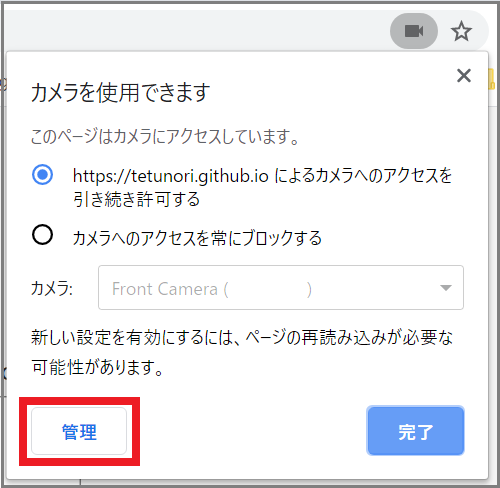 カメラを使用できます
このページはカメラにアクセスしています。
https://tetunori.github.io によるカメラへのアクセスを
引き続き許可する
カメラへのアクセスを常にブロックする
カメラ:
Front Camera ( )
新しい設定を有効にするには、ページの再読み込みが必要な
可能性があります。
管理
完了